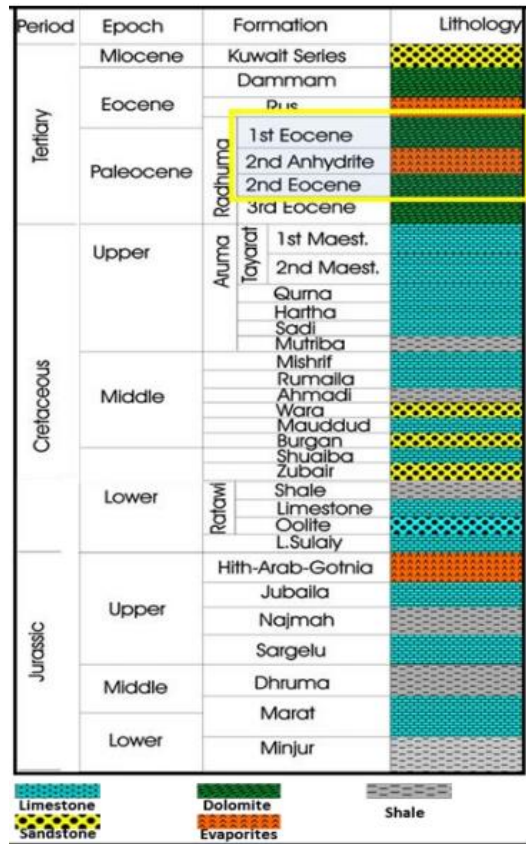 Period Epoch Formation Lithology
Miocene Kuwait Series
Dammam
Eocene
Rus
Tertiary
1st Eocene
Paleocene
2nd Anhydrite
Radhuma
2nd Eocene
3rd Eocene
Upper
Aruma
Tayarat
1st Maest.
2nd Maest.
Qurna
Hartha
Sadi
Mutriba
Cretaceous
Mishrif
Rumaila
Middle
Ahmadi
Wara
Mauddud
Burgan
Shuaiba
Zubair
Lower
Ratawi
Shale
Limestone
Oolite
L.Sulaiy
Jurassic
Hith-Arab-Gotnia
Upper
Jubaila
Najmah
Sargelu
Middle
Dhruma
Marat
Lower
Minjur
Limestone Dolomite Shale
Sandstone Evaporites